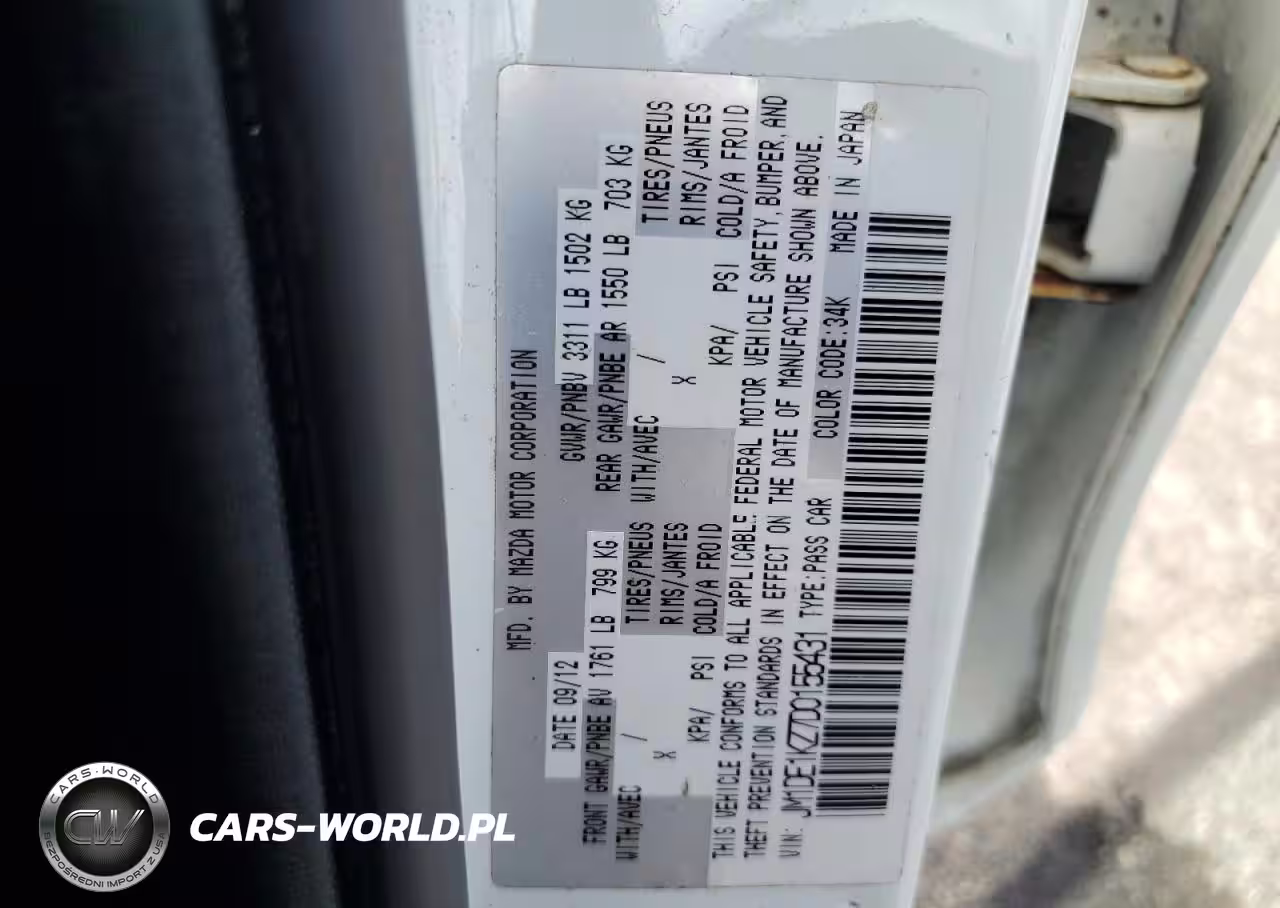 MFD. BY MAZDA MOTOR CORPORATION
DATE 09/12 GVWR/PNBV 3311 LB 1502 KG
FRONT GAWR/PNBE AV 1761 LB 799 KG REAR GAWR/PNBE AR 1550 LB 703 KG
WITH/AVEC / TIRES/PNEUS WITH/AVEC / TIRES/PNEUS
X RIMS/JANTES X RIMS/JANTES
KPA/ PSI COLD/A FROID KPA/ PSI COLD/A FROID
THIS VEHICLE CONFORMS TO ALL APPLICABLE FEDERAL MOTOR VEHICLE SAFETY, BUMPER, AND
THEFT PREVENTION STANDARDS IN EFFECT ON THE DATE OF MANUFACTURE SHOWN ABOVE.
VIN: JM1DE1KZ7D0155431 TYPE:PASS CAR COLOR CODE:34K MADE IN JAPAN
CARS-WORLD
CW
BEZPOŚREDNI IMPORT Z USA
CARS-WORLD.PL